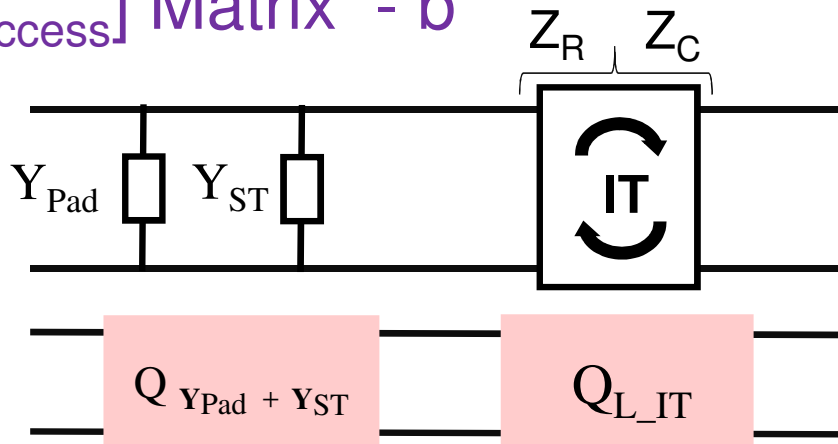 ccess] Matrix - b
Z_R Z_C
Y_Pad Y_ST IT
Q Y_Pad + Y_ST Q_L_IT